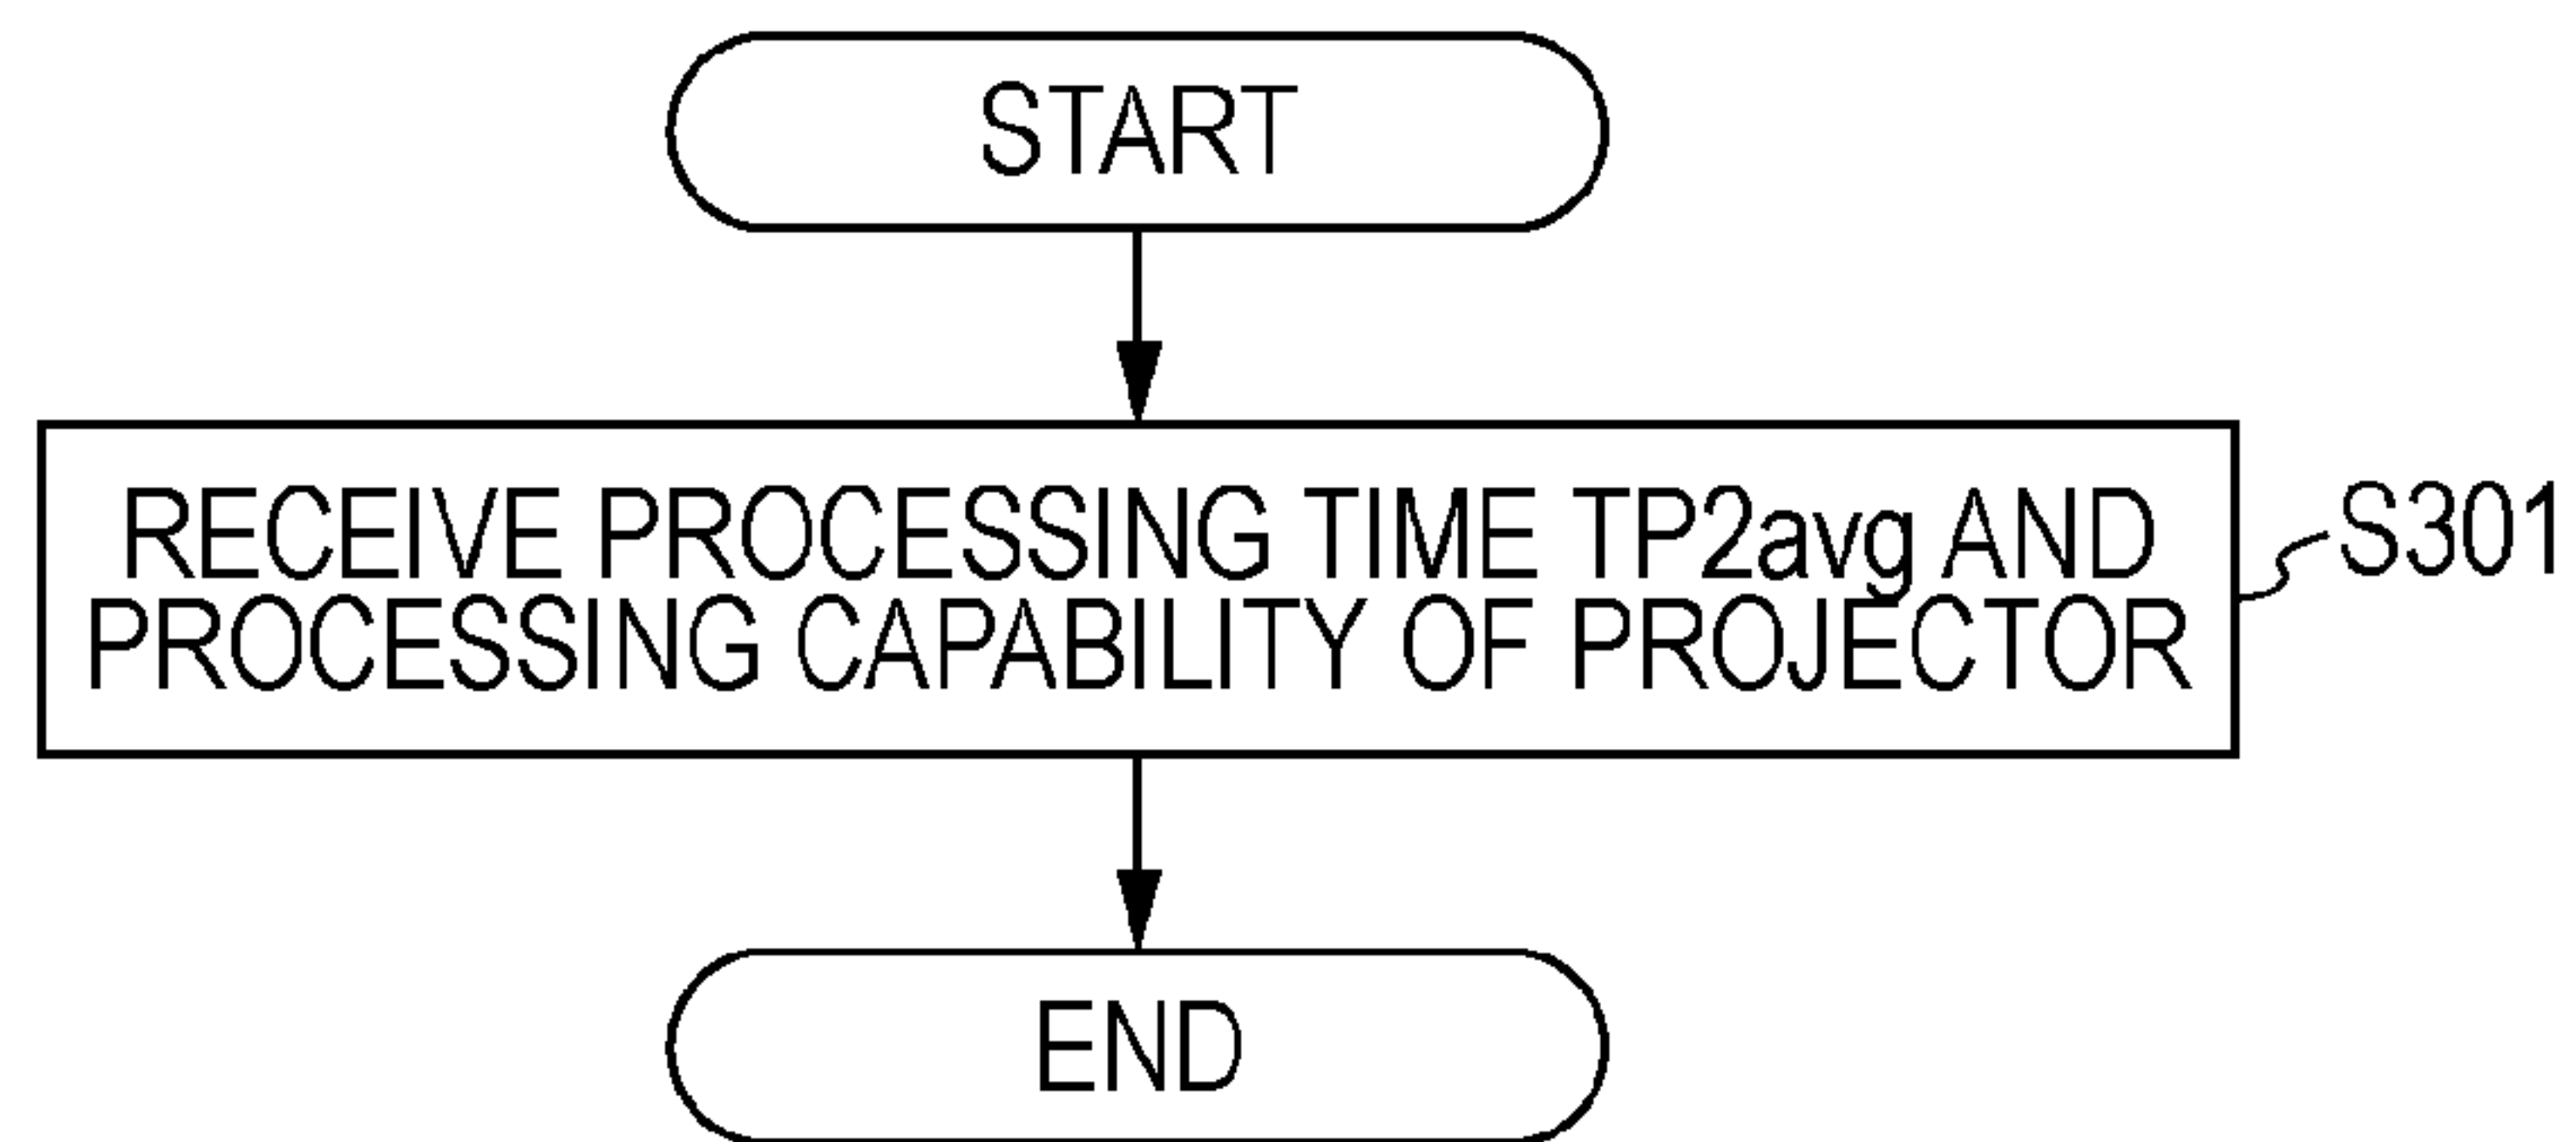 START
RECEIVE PROCESSING TIME TP2avg AND
PROCESSING CAPABILITY OF PROJECTOR
S301
END